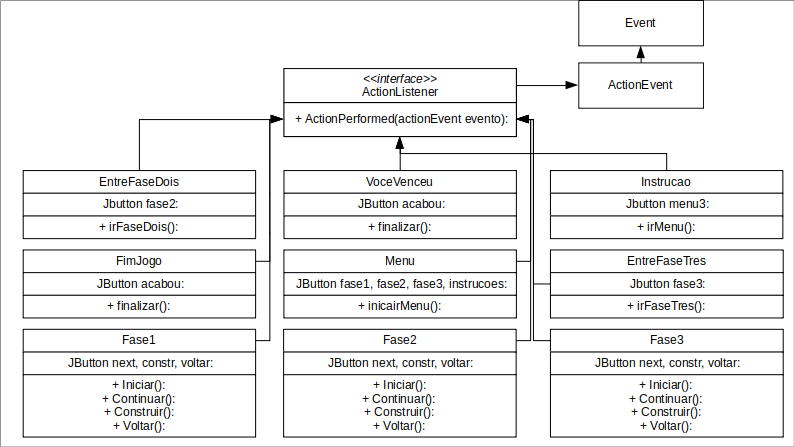 Event
ActionEvent
<<interface>>
ActionListener
+ ActionPerformed(actionEvent evento):
EntreFaseDois
Jbutton fase2:
+ irFaseDois():
VoceVenceu
JButton acabou:
+ finalizar():
Instrucao
Jbutton menu3:
+ irMenu():
FimJogo
JButton acabou:
+ finalizar():
Menu
JButton fase1, fase2, fase3, instrucoes:
+ inicairMenu():
EntreFaseTres
Jbutton fase3:
+ irFaseTres():
Fase1
JButton next, constr, voltar:
+ Iniciar():
+ Continuar():
+ Construir():
+ Voltar():
Fase2
JButton next, constr, voltar:
+ Iniciar():
+ Continuar():
+ Construir():
+ Voltar():
Fase3
JButton next, constr, voltar:
+ Iniciar():
+ Continuar():
+ Construir():
+ Voltar():